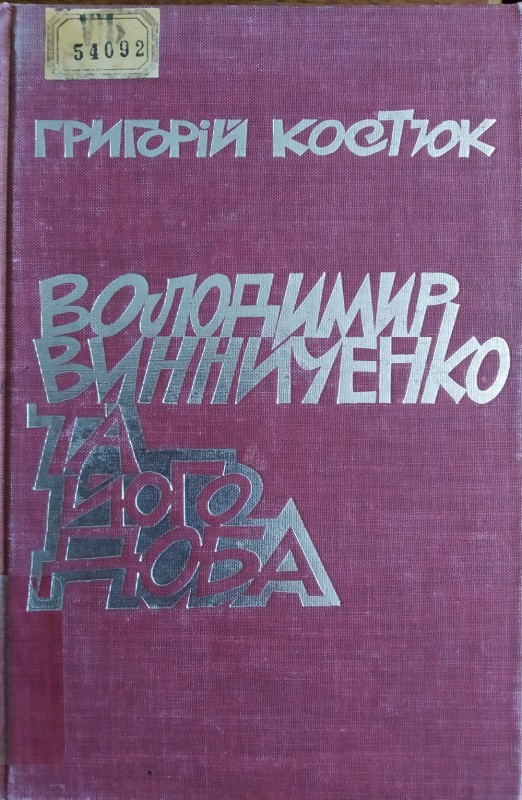 54092
ГРИГОРІЙ КОСТЮК
ВОЛОДИМИР
ВИННИЧЕНКО
ТА
ЙОГО
ДОБА